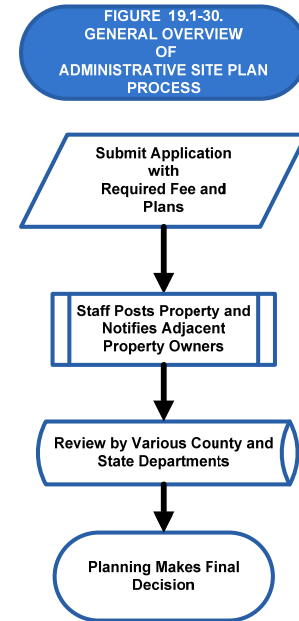 FIGURE 19.1-30.
GENERAL OVERVIEW
OF
ADMINISTRATIVE SITE PLAN
PROCESS
Submit Application
with
Required Fee and
Plans
Staff Posts Property and
Notifies Adjacent
Property Owners
Review by Various County and
State Departments
Planning Makes Final
Decision